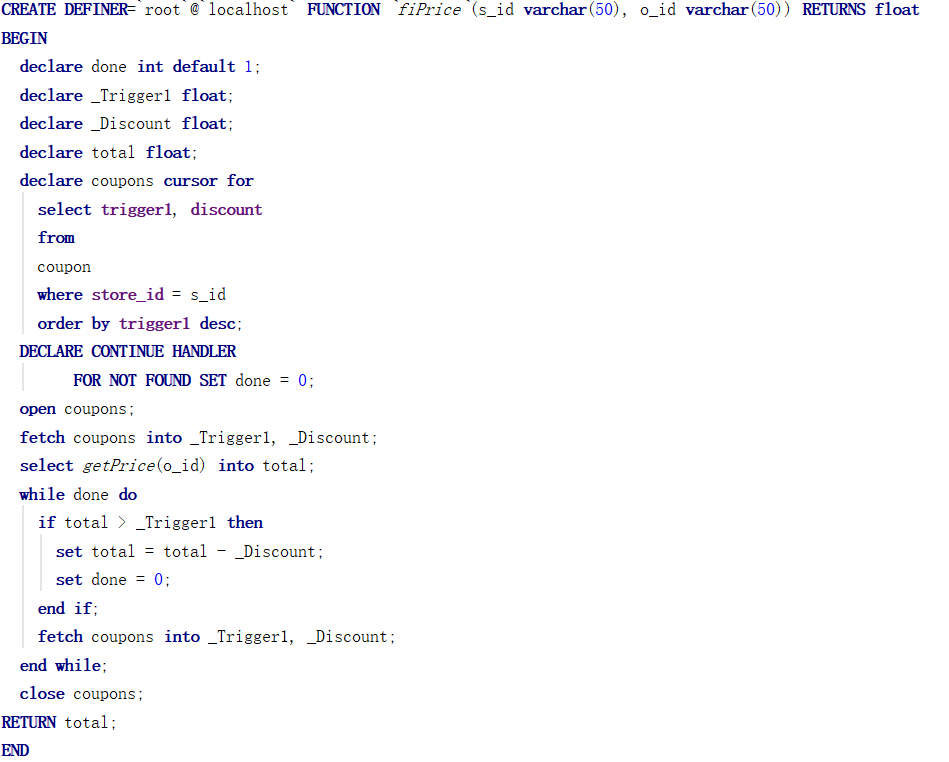 CREATE DEFINER=`root`@`localhost` FUNCTION `fiPrice`(s_id varchar(50), o_id varchar(50)) RETURNS float
BEGIN
declare done int default 1;
declare _Trigger1 float;
declare _Discount float;
declare total float;
declare coupons cursor for
select trigger1, discount
from
coupon
where store_id = s_id
order by trigger1 desc;
DECLARE CONTINUE HANDLER
FOR NOT FOUND SET done = 0;
open coupons;
fetch coupons into _Trigger1, _Discount;
select getPrice(o_id) into total;
while done do
if total > _Trigger1 then
set total = total - _Discount;
set done = 0;
end if;
fetch coupons into _Trigger1, _Discount;
end while;
close coupons;
RETURN total;
END